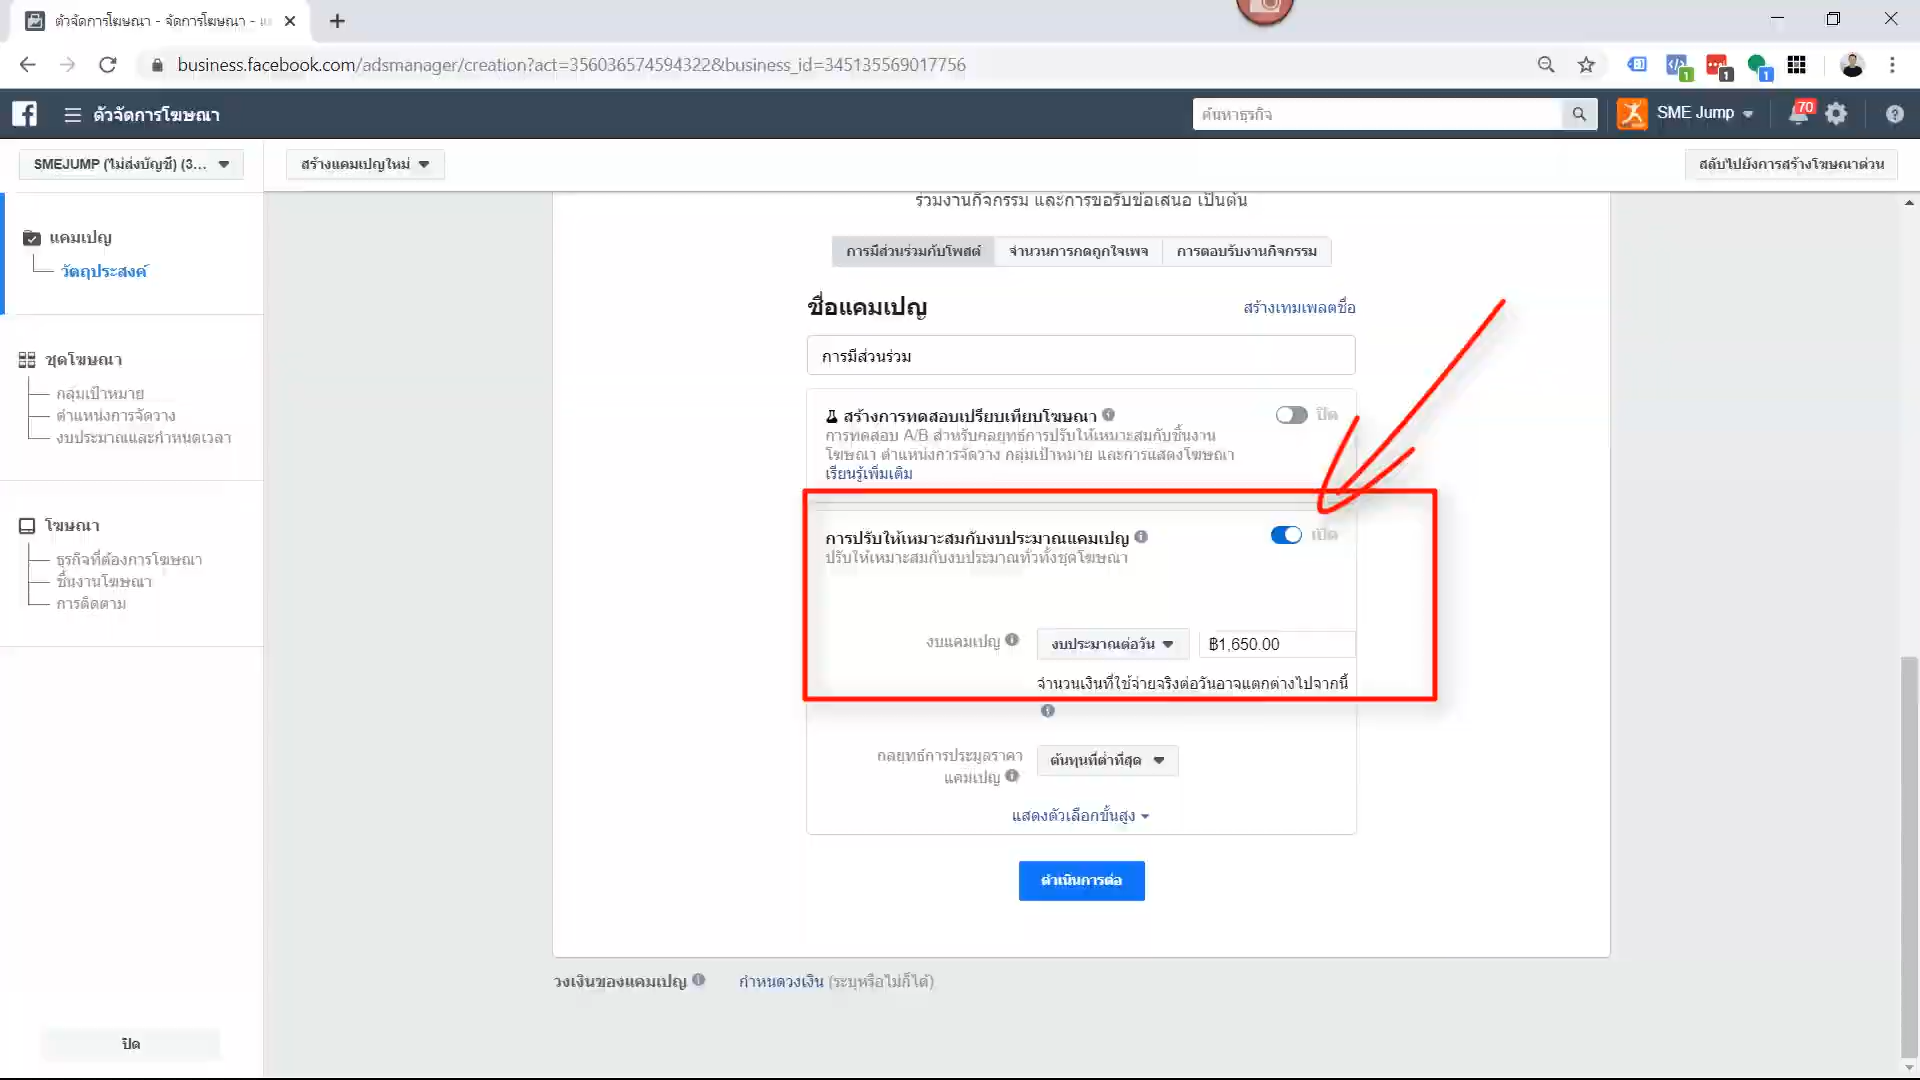 ตัวจัดการโฆษณา - จัดการโฆษณา -
business.facebook.com/adsmanager/creation?act=356036574594322&business_id=345135569017756
1
1
1
ตัวจัดการโฆษณา
ค้นหาธุรกิจ
SME Jump
70
SMEJUMP (ไม่ส่งบัญชี) (3...
สร้างแคมเปญใหม่
สลับไปยังการสร้างโฆษณาด่วน
แคมเปญ
วัตถุประสงค์
ชุดโฆษณา
กลุ่มเป้าหมาย
ตำแหน่งการจัดวาง
งบประมาณและกำหนดเวลา
โฆษณา
ธุรกิจที่ต้องการโฆษณา
ชิ้นงานโฆษณา
การติดตาม
ปิด
ร่วมงานกิจกรรม และการขอรับข้อเสนอ เป็นต้น
การมีส่วนร่วมกับโพสต์
จำนวนการกดถูกใจเพจ
การตอบรับงานกิจกรรม
ชื่อแคมเปญ
สร้างเทมเพลตชื่อ
การมีส่วนร่วม
สร้างการทดสอบเปรียบเทียบโฆษณา
ปิด
การทดสอบ A/B สำหรับกลยุทธ์การปรับให้เหมาะสมกับชิ้นงาน
โฆษณา ตำแหน่งการจัดวาง กลุ่มเป้าหมาย และการแสดงโฆษณา
เรียนรู้เพิ่มเติม
การปรับให้เหมาะสมกับงบประมาณแคมเปญ
เปิด
ปรับให้เหมาะสมกับงบประมาณทั่วทั้งชุดโฆษณา
งบแคมเปญ
งบประมาณต่อวัน
฿1,650.00
จำนวนเงินที่ใช้จ่ายจริงต่อวันอาจแตกต่างไปจากนี้
กลยุทธ์การประมูลราคา
แคมเปญ
ต้นทุนที่ต่ำที่สุด
แสดงตัวเลือกขั้นสูง
ดำเนินการต่อ
วงเงินของแคมเปญ
กำหนดวงเงิน (ระบุหรือไม่ก็ได้)